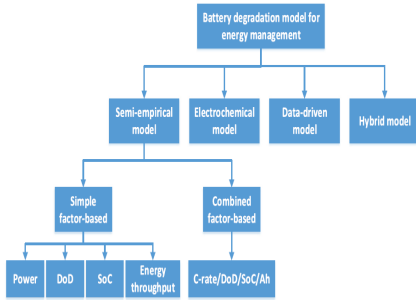 Battery degradation model for
energy management
Semi-empirical
model
Electrochemical
model
Data-driven
model
Hybrid model
Simple
factor-based
Combined
factor-based
Power
DoD
SoC
Energy
throughput
C-rate/DoD/SoC/Ah